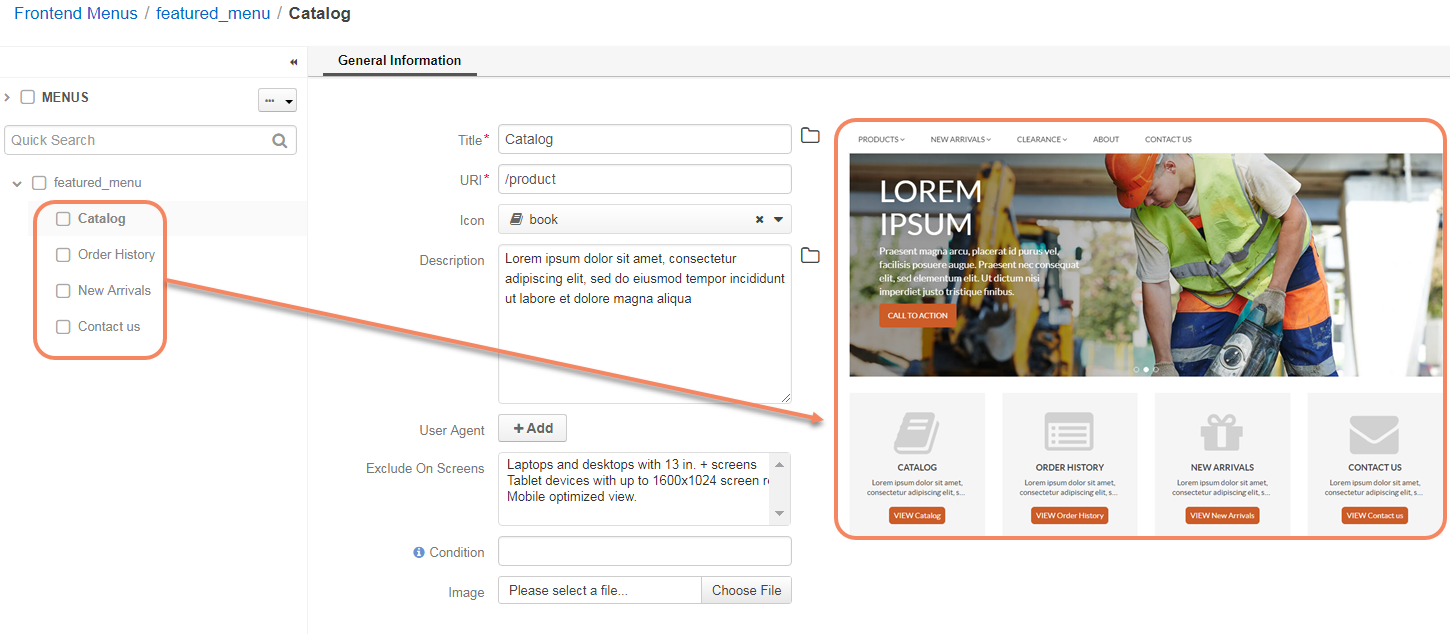 Frontend Menus / featured_menu / Catalog
General Information
MENUS
...
Quick Search
featured_menu
Catalog
Order History
New Arrivals
Contact us
Title*
Catalog
URI*
/product
Icon
book
Description
Lorem ipsum dolor sit amet, consectetur
adipiscing elit, sed do eiusmod tempor incididunt
ut labore et dolore magna aliqua
User Agent
+ Add
Exclude On Screens
Laptops and desktops with 13 in. + screens
Tablet devices with up to 1600x1024 screen re
Mobile optimized view.
Condition
Image
Please select a file...
Choose File
PRODUCTS NEW ARRIVALS CLEARANCE ABOUT CONTACT US
LOREM
IPSUM
Praesent magna arcu, placerat id purus vel,
facilisis posuere augue. Praesent nec consequat
elit, sed elementum elit. Ut dictum nisi
imperdiet justo tristique finibus.
CALL TO ACTION
CATALOG
Lorem ipsum dolor sit amet,
consectetur adipiscing elit, s...
VIEW Catalog
ORDER HISTORY
Lorem ipsum dolor sit amet,
consectetur adipiscing elit, s...
VIEW Order History
NEW ARRIVALS
Lorem ipsum dolor sit amet,
consectetur adipiscing elit, s...
VIEW New Arrivals
CONTACT US
Lorem ipsum dolor sit amet,
consectetur adipiscing elit, s...
VIEW Contact us